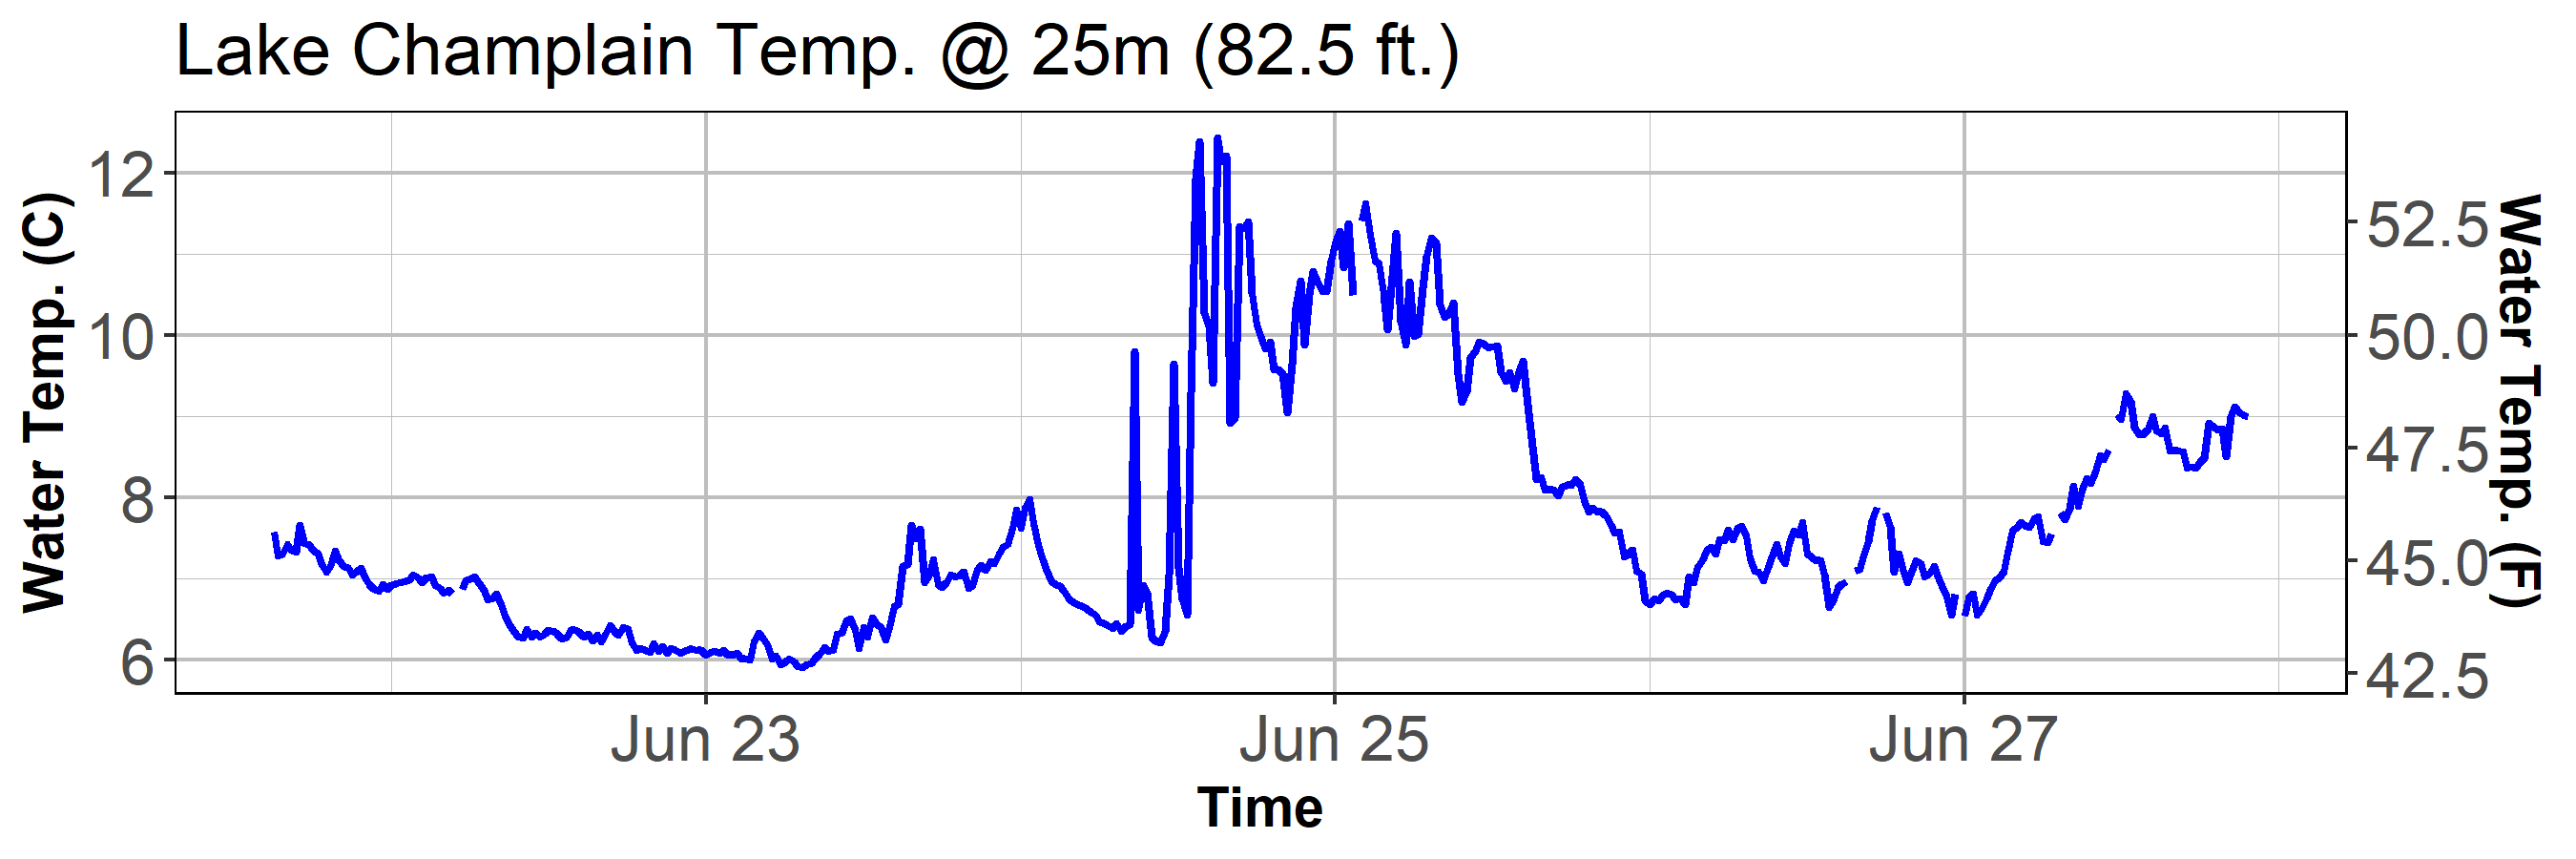 Lake Champlain Temp. @ 25m (82.5 ft.)
Water Temp. (C)
12
10
8
6
52.5
50.0
47.5
45.0
42.5
Water Temp. (F)
Jun 23 Jun 25 Jun 27
Time